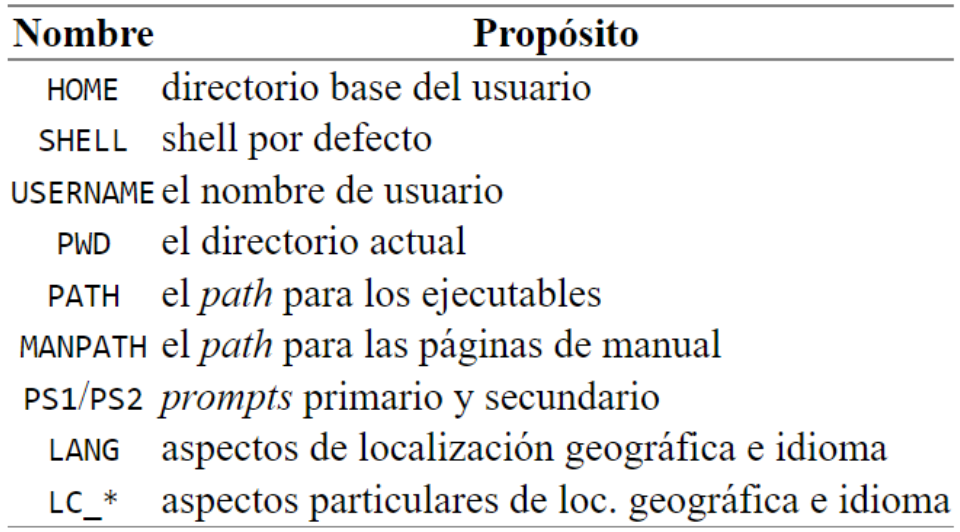 Nombre Propósito
HOME directorio base del usuario
SHELL shell por defecto
USERNAME el nombre de usuario
PWD el directorio actual
PATH el path para los ejecutables
MANPATH el path para las páginas de manual
PS1/PS2 prompts primario y secundario
LANG aspectos de localización geográfica e idioma
LC_* aspectos particulares de loc. geográfica e idioma